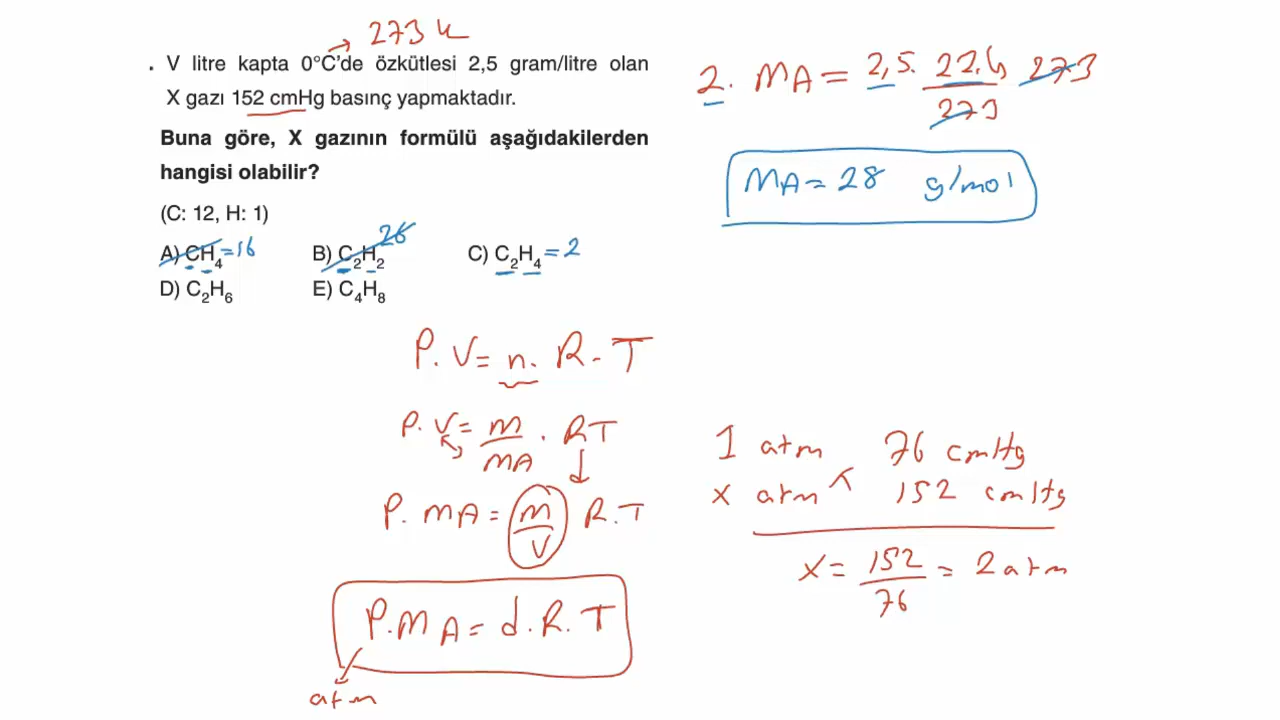 273 K
. V litre kapta 0°C'de özkütlesi 2,5 gram/litre olan
X gazı 152 cmHg basınç yapmaktadır.
Buna göre, X gazının formülü aşağıdakilerden
hangisi olabilir?
(C: 12, H: 1)
A) CH₄ =16 B) C₂H₂ 26 C) C₂H₄ =2
D) C₂H₆ E) C₄H₈
P. V = n. R. T
P. V = m/MA . RT
P. MA = m/V R.T
P.MA = d.R.T
atm
2. MA = 2,5. 22,4/273 273
MA = 28 g/mol
1 atm 76 cmHg
x atm 152 cmHg
x = 152/76 = 2 atm